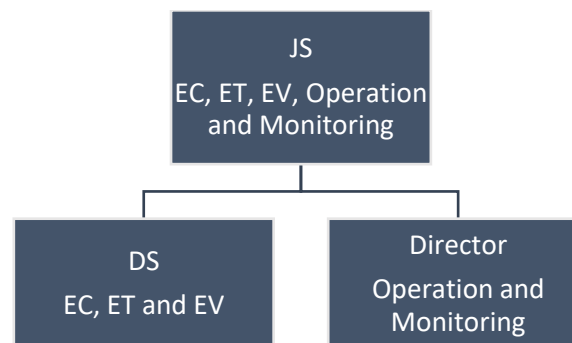 JS
EC, ET, EV, Operation
and Monitoring
DS
EC, ET and EV
Director
Operation and
Monitoring